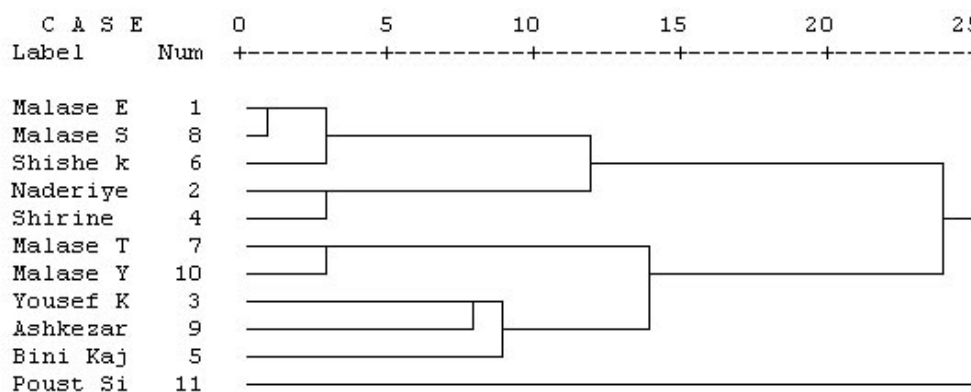 C A S E 0 5 10 15 20 25
Label Num +---------+---------+---------+---------+---------+
Malase E 1
Malase S 8
Shishe k 6
Naderiye 2
Shirine 4
Malase T 7
Malase Y 10
Yousef K 3
Ashkezar 9
Bini Kaj 5
Poust Si 11